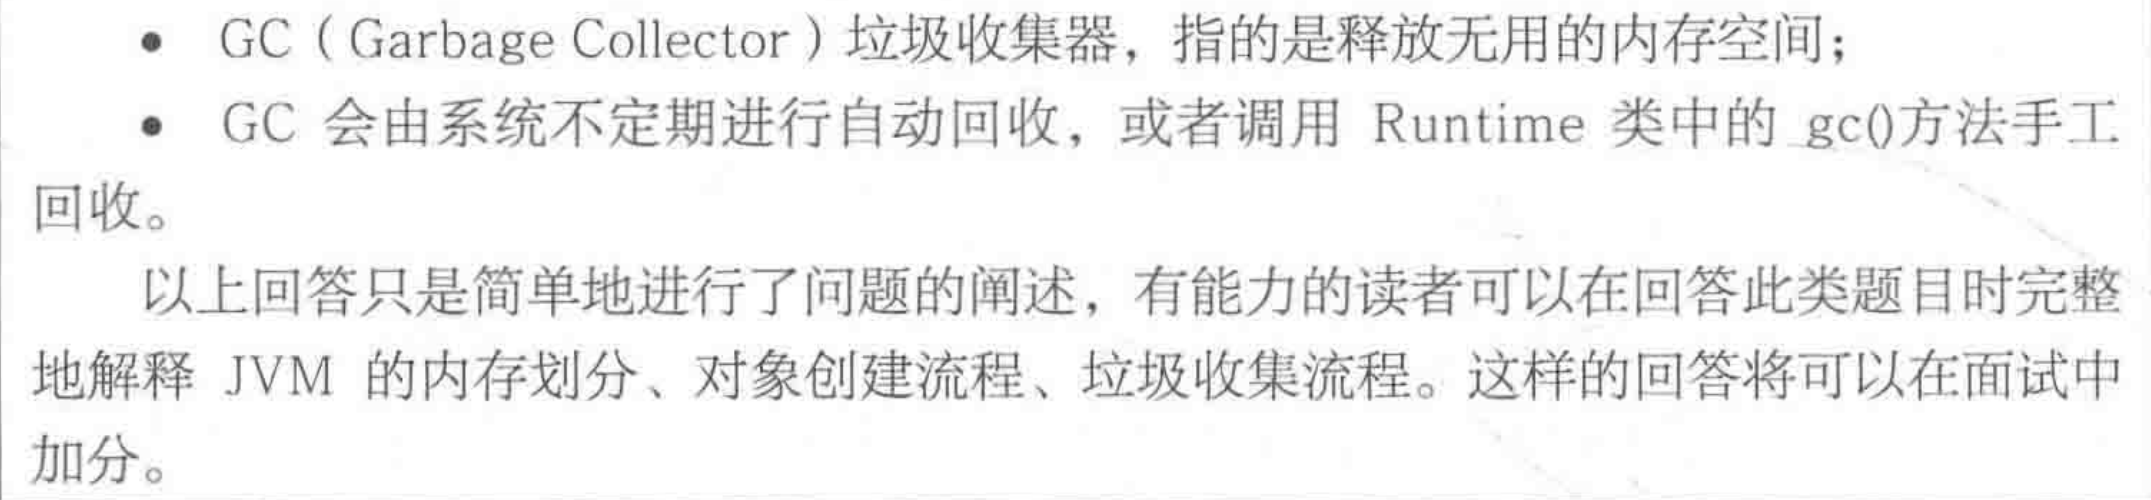 • GC（Garbage Collector）垃圾收集器，指的是释放无用的内存空间；
• GC 会由系统不定期进行自动回收，或者调用 Runtime 类中的 gc()方法手工
回收。
以上回答只是简单地进行了问题的阐述，有能力的读者可以在回答此类题目时完整
地解释 JVM 的内存划分、对象创建流程、垃圾收集流程。这样的回答将可以在面试中
加分。